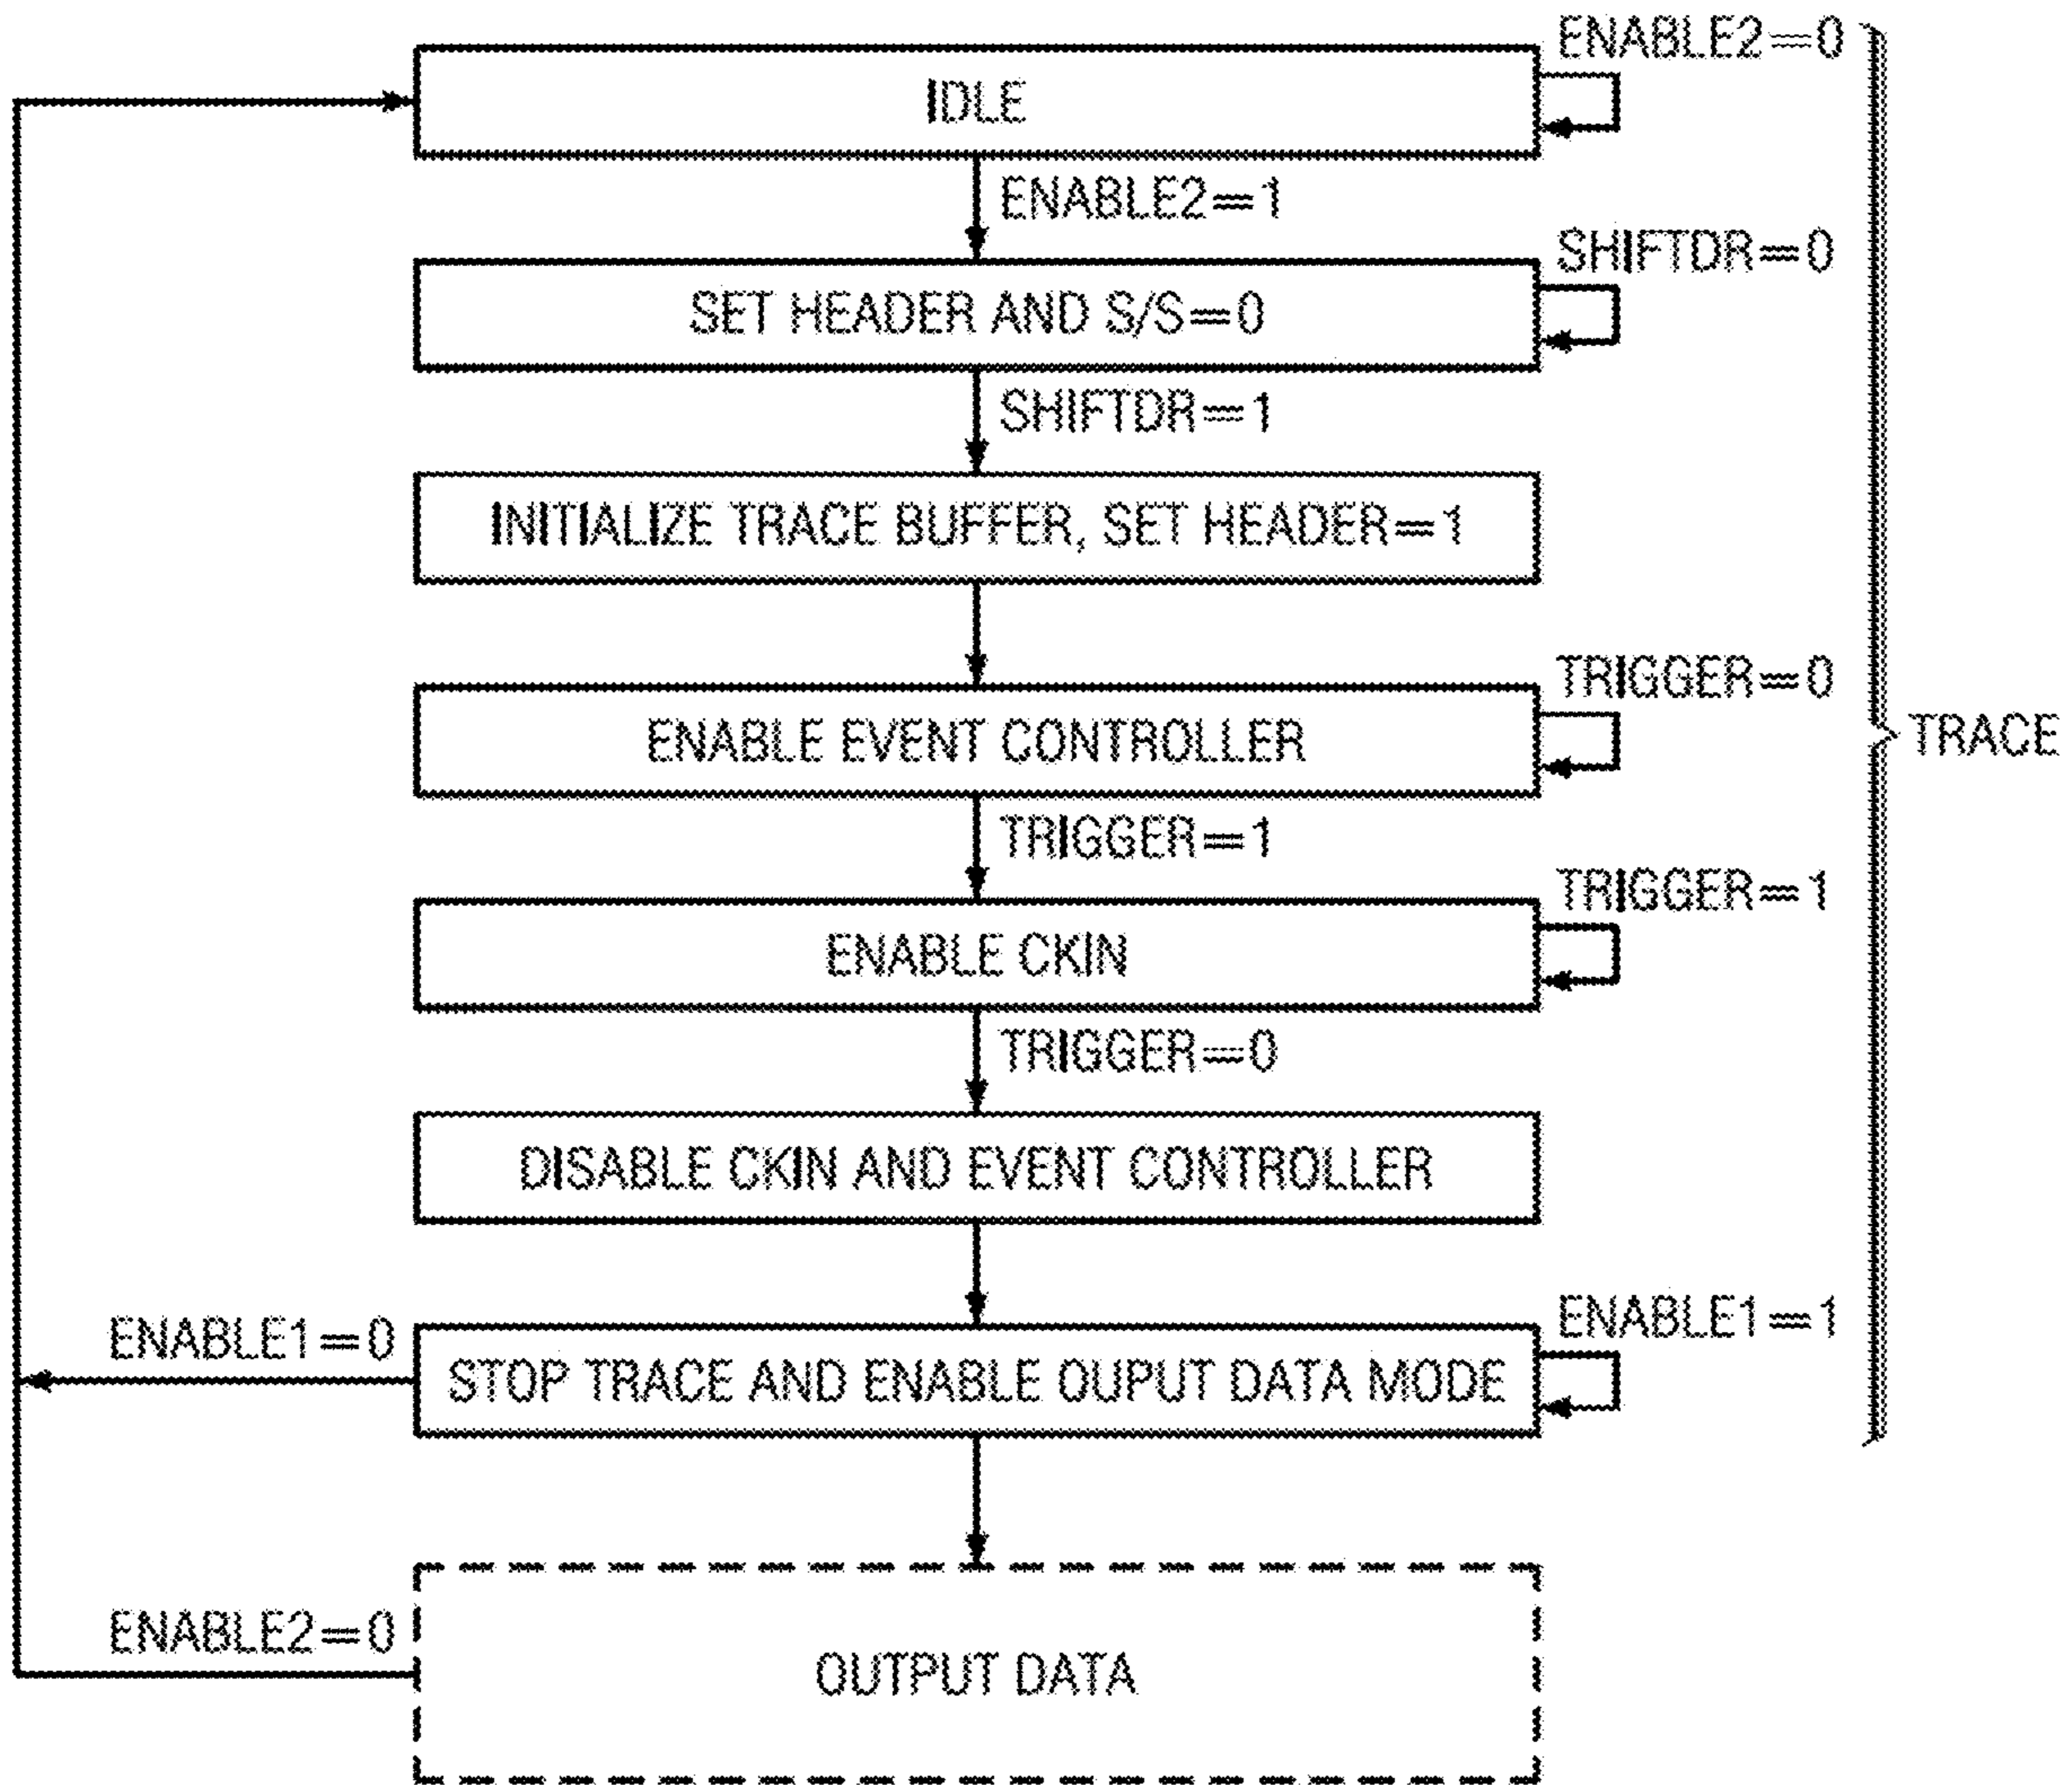 ENABLE2=0
IDLE
ENABLE2=1
SHIFTDR=0
SET HEADER AND S/S=0
SHIFTDR=1
INITIALIZE TRACE BUFFER, SET HEADER=1
TRIGGER=0
ENABLE EVENT CONTROLLER
TRACE
TRIGGER=1
TRIGGER=1
ENABLE CKIN
TRIGGER=0
DISABLE CKIN AND EVENT CONTROLLER
ENABLE1=0
ENABLE1=1
STOP TRACE AND ENABLE OUPUT DATA MODE
ENABLE2=0
OUTPUT DATA